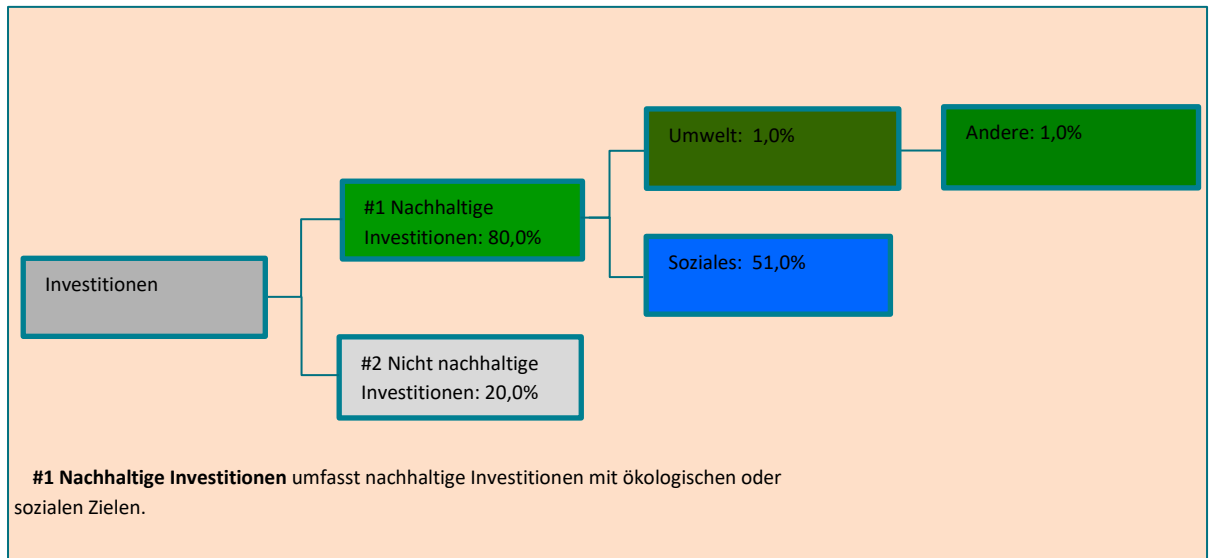 Umwelt: 1,0%
Andere: 1,0%
#1 Nachhaltige
Investitionen: 80,0%
Soziales: 51,0%
Investitionen
#2 Nicht nachhaltige
Investitionen: 20,0%
#1 Nachhaltige Investitionen umfasst nachhaltige Investitionen mit ökologischen oder
sozialen Zielen.